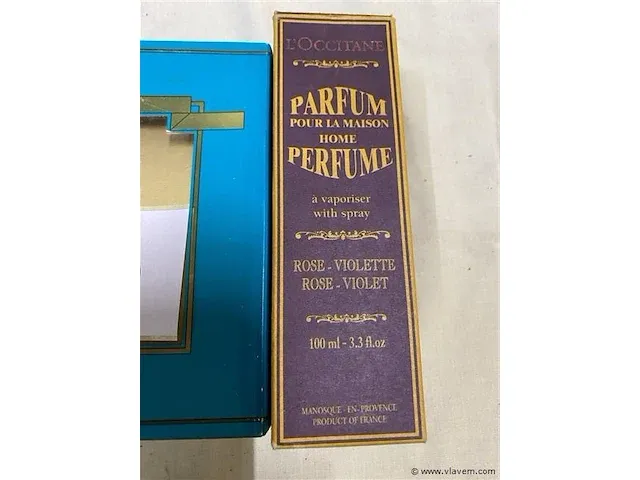 L'OCCITANE
PARFUM
POUR LA MAISON
HOME
PERFUME
à vaporiser
with spray
ROSE - VIOLETTE
ROSE - VIOLET
100 ml - 3.3 fl.oz
MANOSQUE - EN - PROVENCE
PRODUCT OF FRANCE
© www.vlavem.com